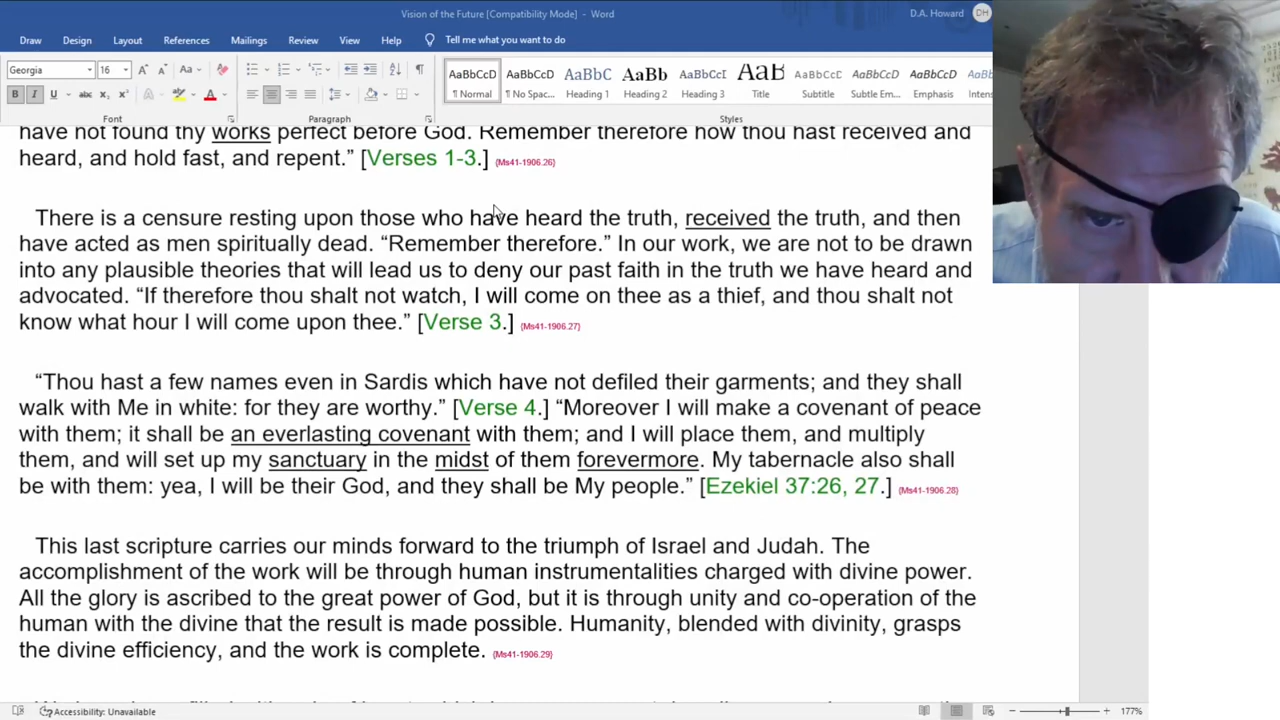 Vision of the Future [Compatibility Mode] - Word
D.A. Howard DH
Draw Design Layout References Mailings Review View Help Tell me what you want to do
Georgia 16
Font Paragraph Styles
AaBbCcD AaBbCcD AaBbC AaBb AaBbCcI AaB AaBbCcD AaBbCcD AaBbCcD AaBb
¶ Normal ¶ No Spac... Heading 1 Heading 2 Heading 3 Title Subtitle Subtle Em... Emphasis Intens
have not found thy works perfect before God. Remember therefore how thou hast received and
heard, and hold fast, and repent.” [Verses 1-3.] {Ms41-1906.26}
There is a censure resting upon those who have heard the truth, received the truth, and then
have acted as men spiritually dead. “Remember therefore.” In our work, we are not to be drawn
into any plausible theories that will lead us to deny our past faith in the truth we have heard and
advocated. “If therefore thou shalt not watch, I will come on thee as a thief, and thou shalt not
know what hour I will come upon thee.” [Verse 3.] {Ms41-1906.27}
“Thou hast a few names even in Sardis which have not defiled their garments; and they shall
walk with Me in white: for they are worthy.” [Verse 4.] “Moreover I will make a covenant of peace
with them; it shall be an everlasting covenant with them; and I will place them, and multiply
them, and will set up my sanctuary in the midst of them forevermore. My tabernacle also shall
be with them: yea, I will be their God, and they shall be My people.” [Ezekiel 37:26, 27.] {Ms41-1906.28}
This last scripture carries our minds forward to the triumph of Israel and Judah. The
accomplishment of the work will be through human instrumentalities charged with divine power.
All the glory is ascribed to the great power of God, but it is through unity and co-operation of the
human with the divine that the result is made possible. Humanity, blended with divinity, grasps
the divine efficiency, and the work is complete. {Ms41-1906.29}
Accessibility: Unavailable 177%